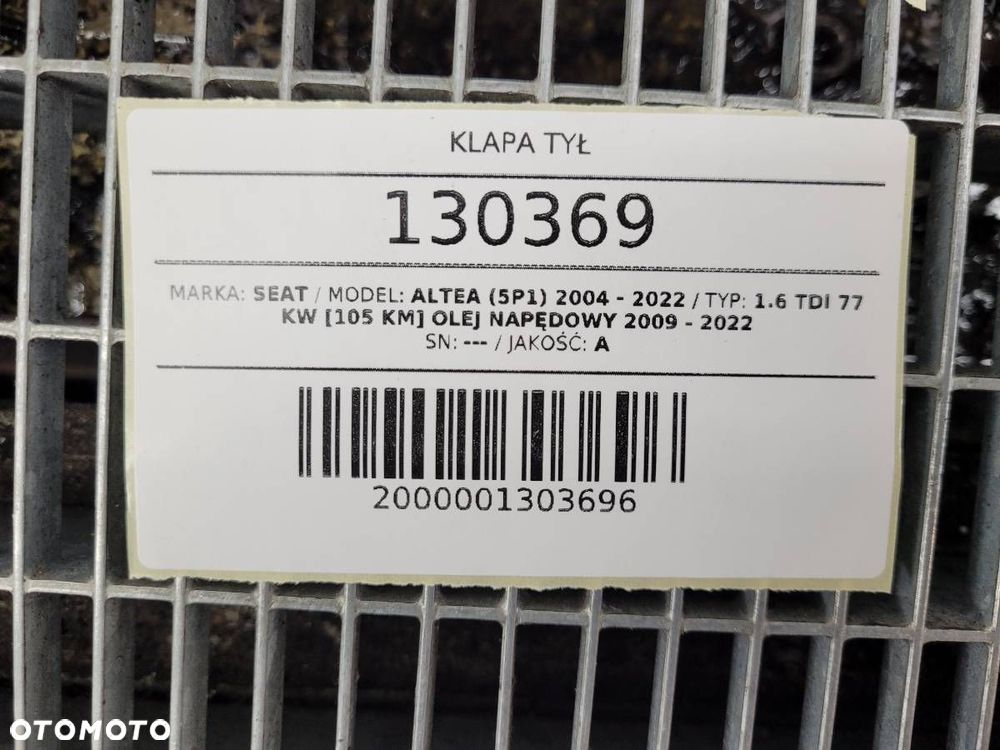 KLAPA TYŁ
130369
MARKA: SEAT / MODEL: ALTEA (5P1) 2004 - 2022 / TYP: 1.6 TDI 77
KW [105 KM] OLEJ NAPĘDOWY 2009 - 2022
SN: --- / JAKOŚĆ: A
2000001303696
OTOMOTO